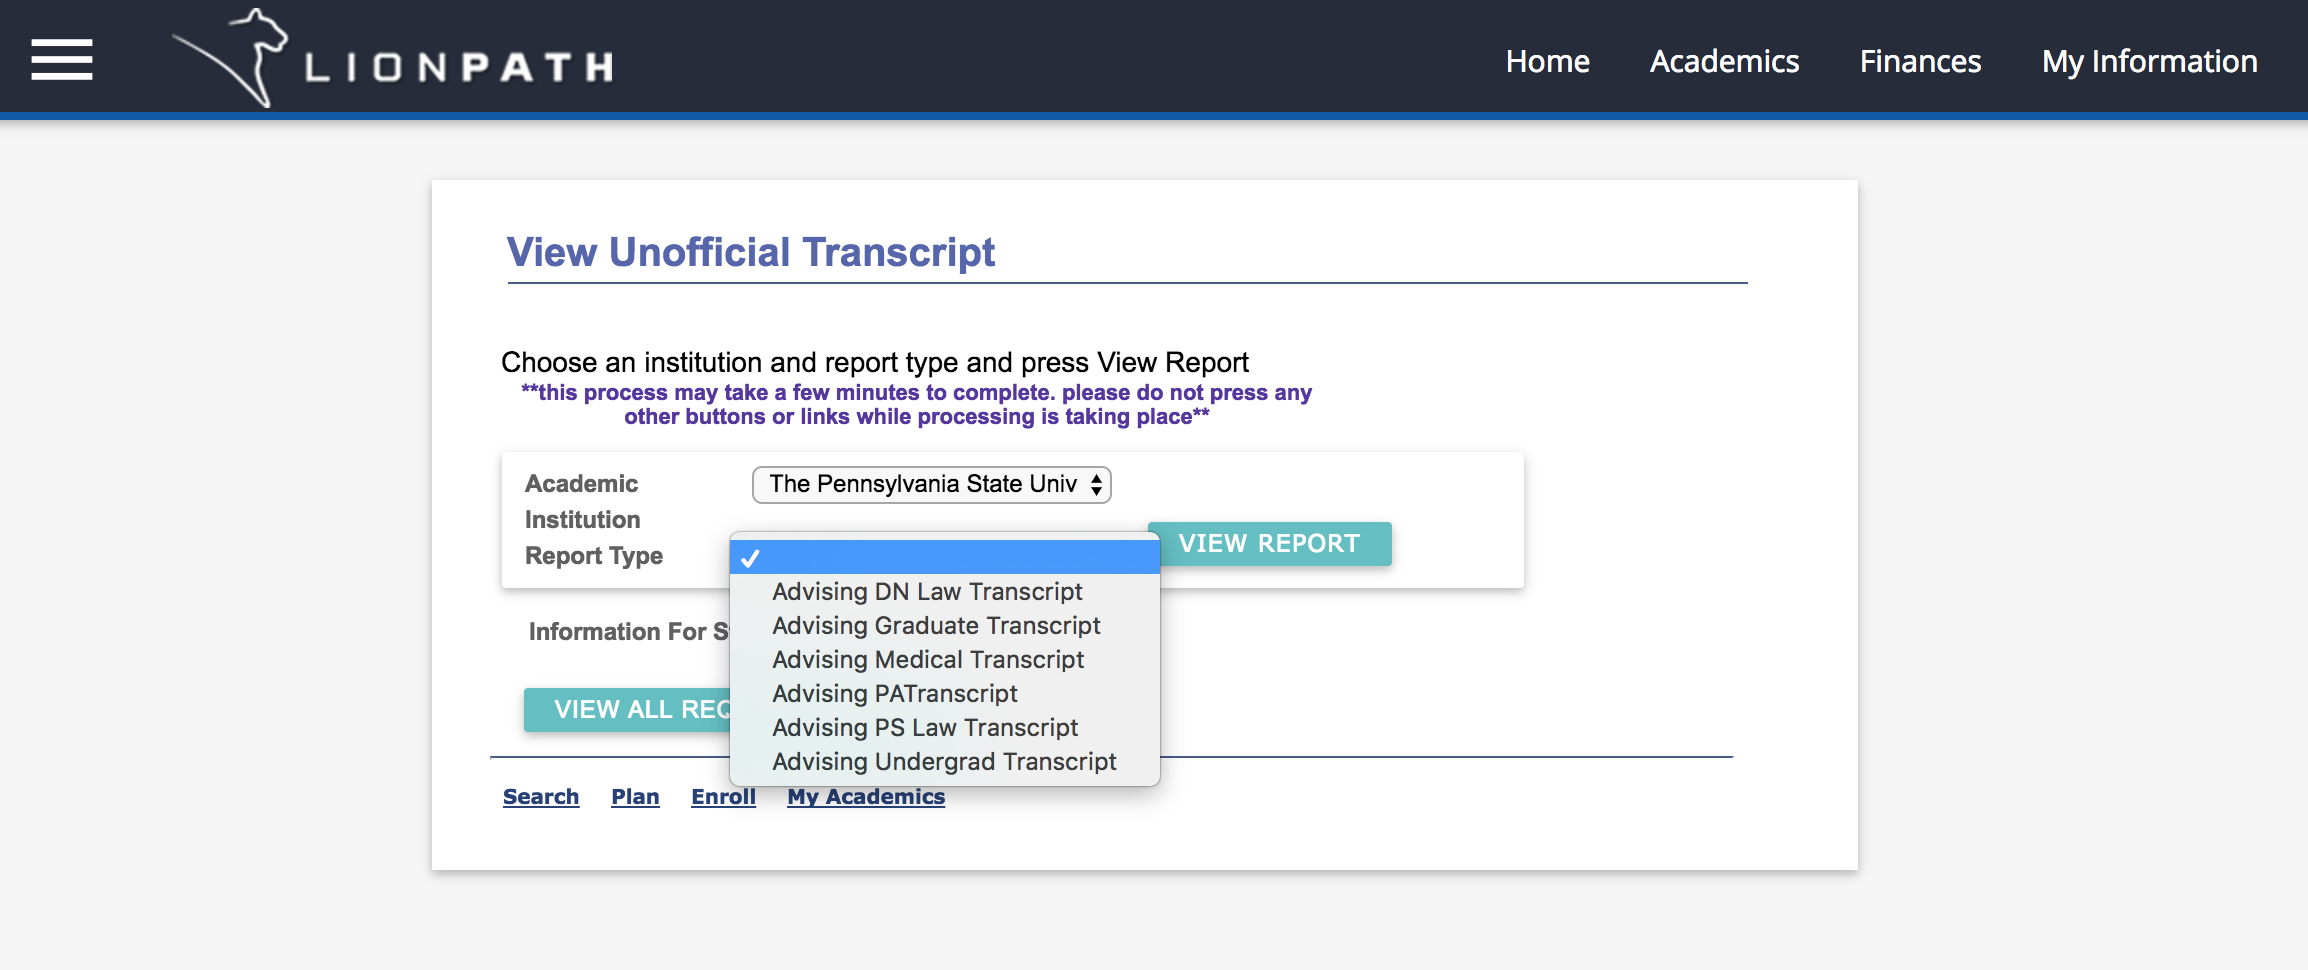 LIONPATH
Home Academics Finances My Information
View Unofficial Transcript
Choose an institution and report type and press View Report
**this process may take a few minutes to complete. please do not press any
other buttons or links while processing is taking place**
Academic
Institution
The Pennsylvania State Univ
Report Type
VIEW REPORT
Advising DN Law Transcript
Advising Graduate Transcript
Advising Medical Transcript
Advising PATranscript
Advising PS Law Transcript
Advising Undergrad Transcript
Information For
VIEW ALL
Search Plan Enroll My Academics